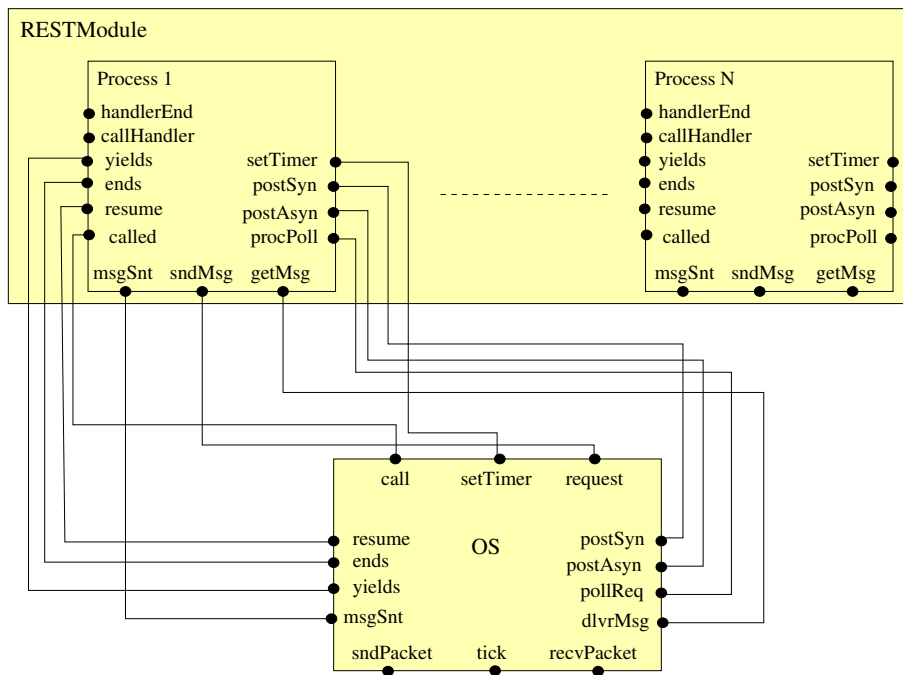 RESTModule
Process 1
handlerEnd
callHandler
yields
setTimer
ends
postSyn
resume
postAsyn
called
procPoll
msgSnt sndMsg getMsg
Process N
handlerEnd
callHandler
yields
setTimer
ends
postSyn
resume
postAsyn
called
procPoll
msgSnt sndMsg getMsg
call setTimer request
resume
OS
postSyn
ends
postAsyn
yields
pollReq
msgSnt
dlvrMsg
sndPacket tick recvPacket